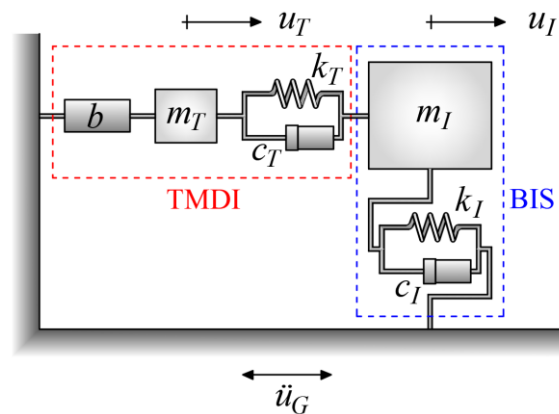 u_T u_I
k_T
b m_T m_I
c_T
TMDI BIS
k_I
c_I
ü_G